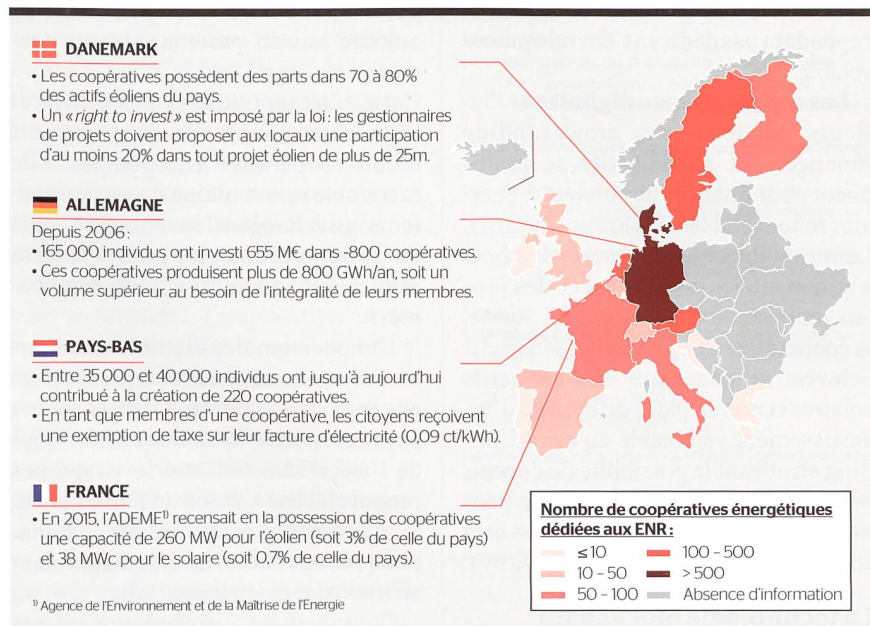 DANEMARK
• Les coopératives possèdent des parts dans 70 à 80%
des actifs éoliens du pays.
• Un «right to invest» est imposé par la loi: les gestionnaires
de projets doivent proposer aux locaux une participation
d'au moins 20% dans tout projet éolien de plus de 25m.
ALLEMAGNE
Depuis 2006:
• 165 000 individus ont investi 655 M€ dans ~800 coopératives.
• Ces coopératives produisent plus de 800 GWh/an, soit un
volume supérieur au besoin de l'intégralité de leurs membres.
PAYS-BAS
• Entre 35 000 et 40 000 individus ont jusqu'à aujourd'hui
contribué à la création de 220 coopératives.
• En tant que membres d'une coopérative, les citoyens reçoivent
une exemption de taxe sur leur facture d'électricité (0,09 ct/kWh).
FRANCE
• En 2015, l'ADEME¹⁾ recensait en la possession des coopératives
une capacité de 260 MW pour l'éolien (soit 3% de celle du pays)
et 38 MWc pour le solaire (soit 0,7% de celle du pays).
¹⁾ Agence de l'Environnement et de la Maîtrise de l'Energie
Nombre de coopératives énergétiques
dédiées aux ENR:
≤ 10
10 - 50
50 - 100
100 - 500
> 500
Absence d'information